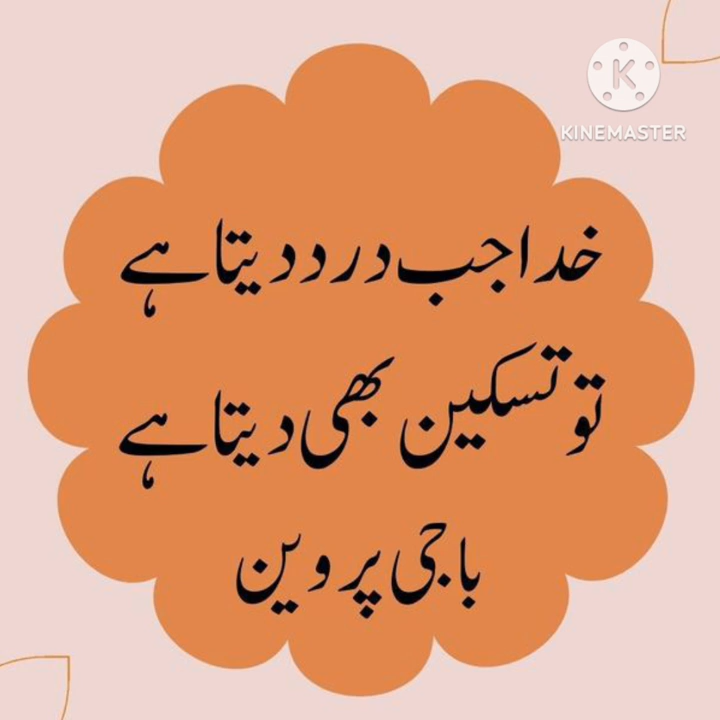 KINEMASTER
خدا جب درد دیتا ہے
تو تسکین بھی دیتا ہے
باجی پروین